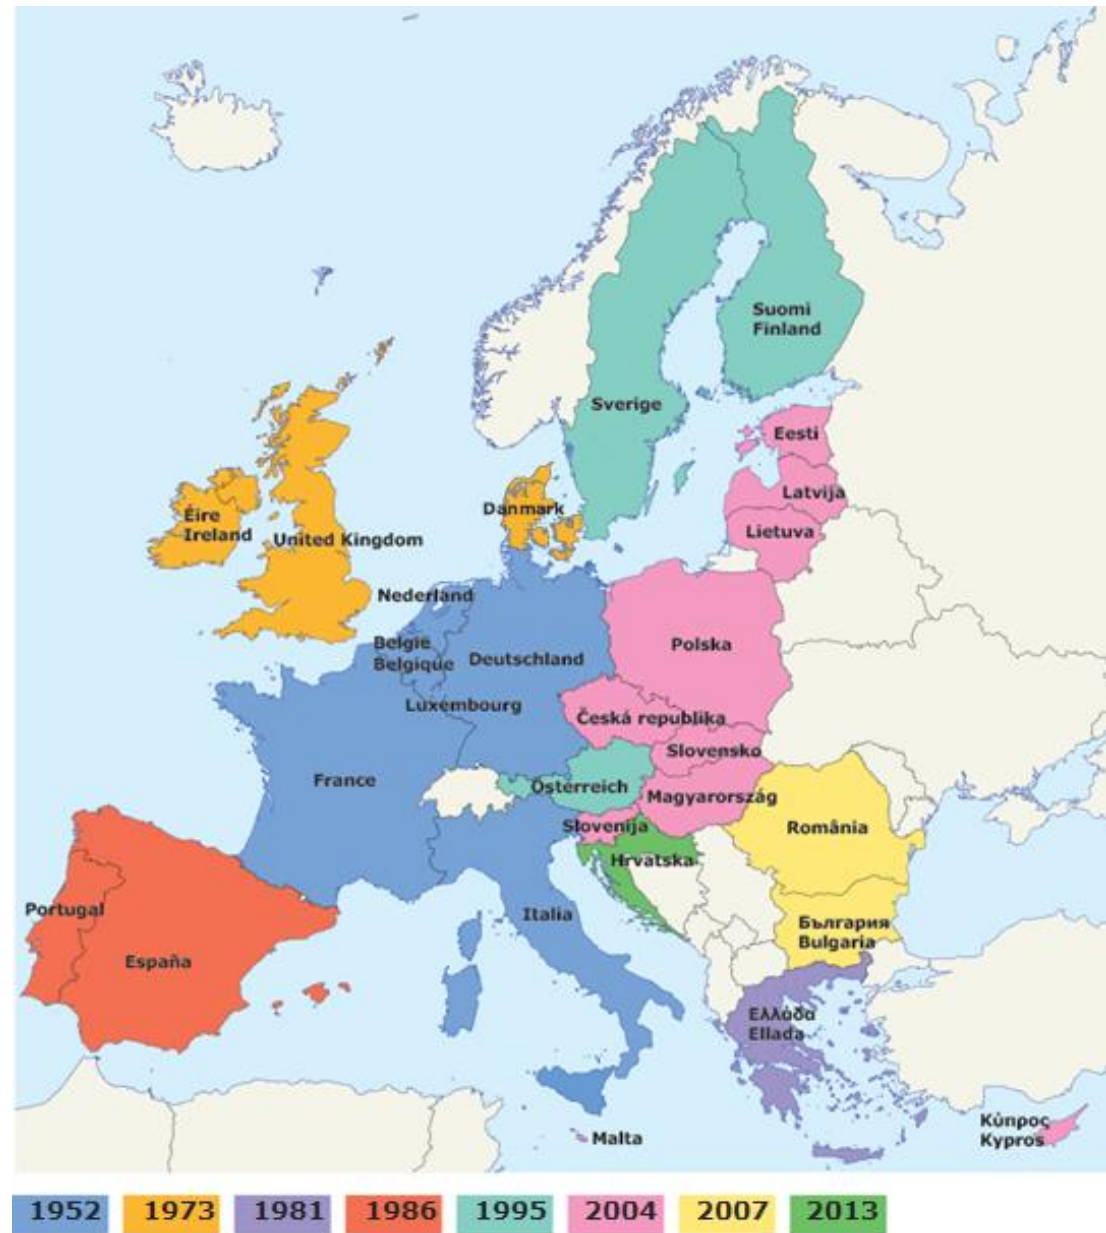 Suomi
Finland
Sverige
Eesti
Latvija
Lietuva
Danmark
Éire
Ireland
United Kingdom
Nederland
België
Belgique
Deutschland
Polska
Luxembourg
Česká republika
Slovensko
France
Österreich
Magyarország
Slovenija
România
Hrvatska
Portugal
Italia
България
Bulgaria
España
Ελλάδα
Ellada
Κύπρος
Kypros
Malta
1952 1973 1981 1986 1995 2004 2007 2013